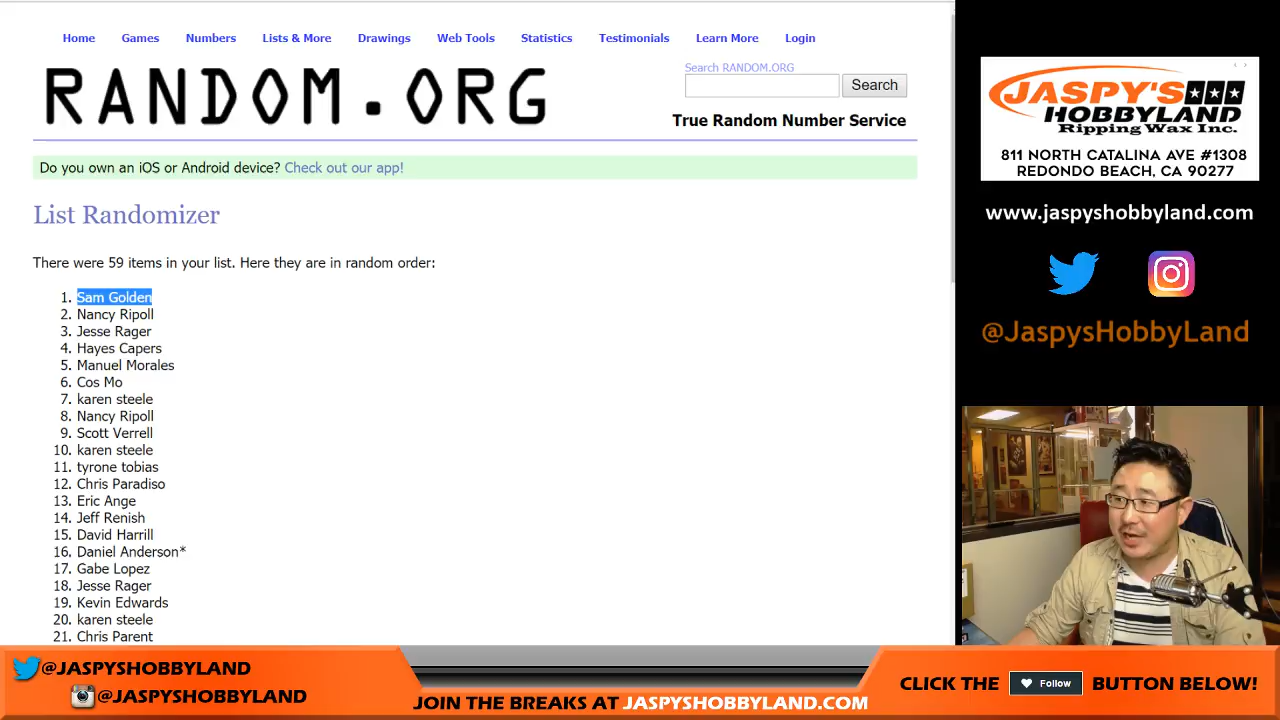 Home Games Numbers Lists & More Drawings Web Tools Statistics Testimonials Learn More Login
RANDOM.ORG
Search RANDOM.ORG
Search
True Random Number Service
Do you own an iOS or Android device? Check out our app!
List Randomizer
There were 59 items in your list. Here they are in random order:
1. Sam Golden
2. Nancy Ripoll
3. Jesse Rager
4. Hayes Capers
5. Manuel Morales
6. Cos Mo
7. karen steele
8. Nancy Ripoll
9. Scott Verrell
10. karen steele
11. tyrone tobias
12. Chris Paradiso
13. Eric Ange
14. Jeff Renish
15. David Harrill
16. Daniel Anderson*
17. Gabe Lopez
18. Jesse Rager
19. Kevin Edwards
20. karen steele
21. Chris Parent
JASPY'S
HOBBYLAND
Ripping Wax Inc.
811 NORTH CATALINA AVE #1308
REDONDO BEACH, CA 90277
www.jaspyshobbyland.com
@JaspysHobbyLand
@JASPYSHOBBYLAND
@JASPYSHOBBYLAND
JOIN THE BREAKS AT JASPYSHOBBYLAND.COM
CLICK THE Follow BUTTON BELOW!